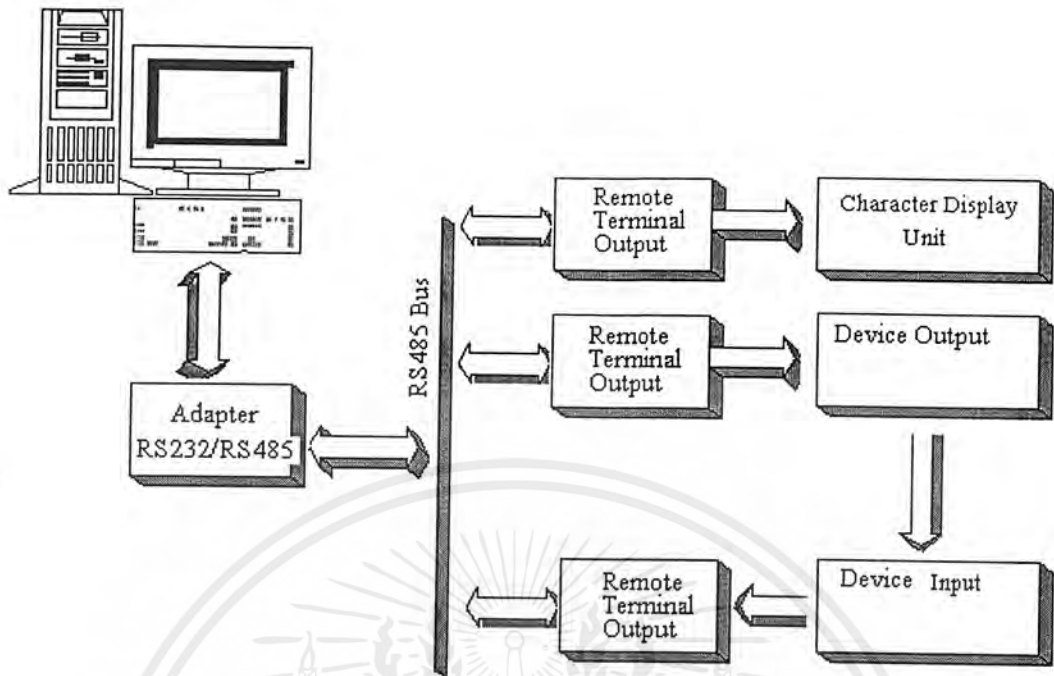 Remote
Terminal
Output
Character Display
Unit
RS485 Bus
Remote
Terminal
Output
Device Output
Adapter
RS232/RS485
Remote
Terminal
Output
Device Input